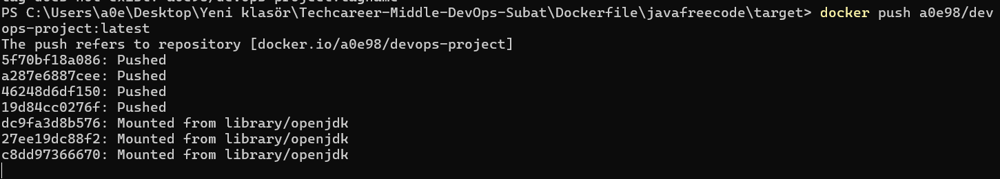 PS C:\Users\a0e\Desktop\Yeni klasör\Techcareer-Middle-DevOps-Subat\Dockerfile\javafreecode\target> docker push a0e98/dev
ops-project:latest
The push refers to repository [docker.io/a0e98/devops-project]
5f70bf18a086: Pushed
a287e6887cee: Pushed
46248d6df150: Pushed
19d84cc0276f: Pushed
dc9fa3d8b576: Mounted from library/openjdk
27ee19dc88f2: Mounted from library/openjdk
c8dd97366670: Mounted from library/openjdk